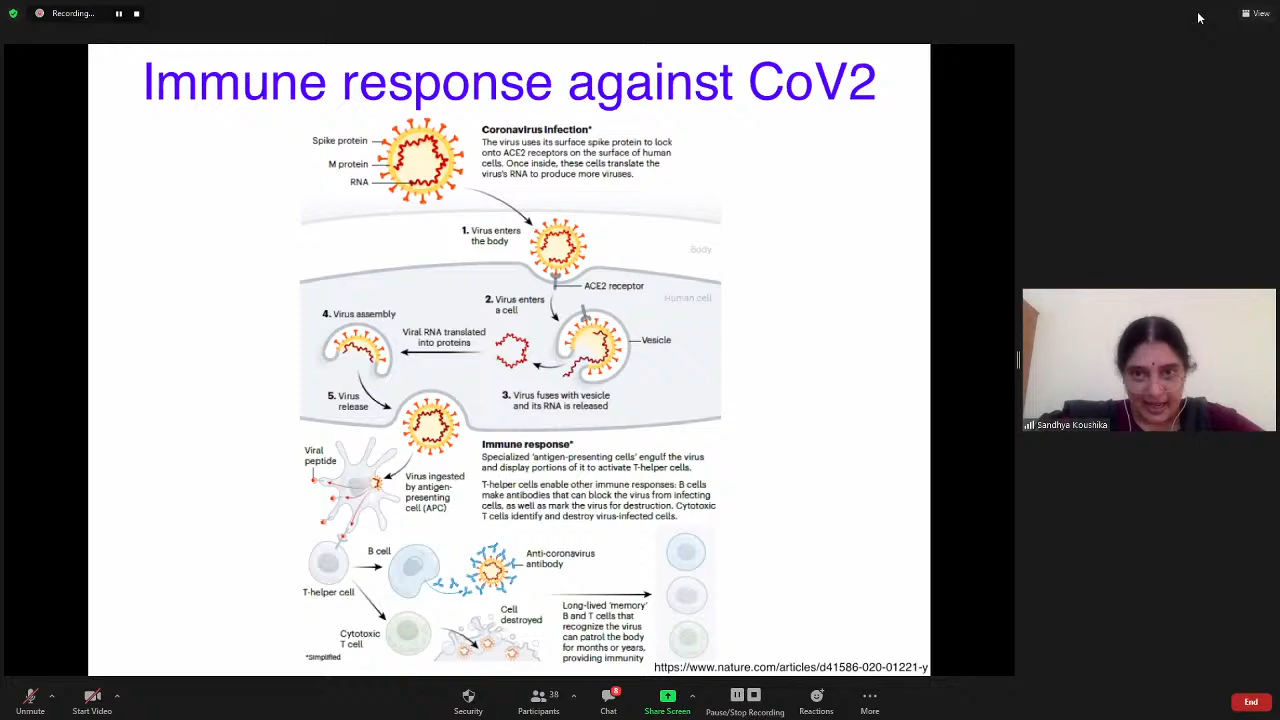 Recording...
View
Immune response against CoV2
Spike protein
M protein
RNA
Coronavirus Infection*
The virus uses its surface spike protein to lock
onto ACE2 receptors on the surface of human
cells. Once inside, these cells translate the
virus's RNA to produce more viruses.
1. Virus enters
the body
Body
ACE2 receptor
Human cell
2. Virus enters
a cell
4. Virus assembly
Viral RNA translated
into proteins
Vesicle
3. Virus fuses with vesicle
and its RNA is released
5. Virus
release
Immune response*
Specialized 'antigen-presenting cells' engulf the virus
and display portions of it to activate T-helper cells.
T-helper cells enable other immune responses: B cells
make antibodies that can block the virus from infecting
cells, as well as mark the virus for destruction. Cytotoxic
T cells identify and destroy virus-infected cells.
Viral
peptide
Virus ingested
by antigen-
presenting
cell (APC)
B cell
Anti-coronavirus
antibody
T-helper cell
Cytotoxic
T cell
Cell
destroyed
Long-lived 'memory'
B and T cells that
recognize the virus
can patrol the body
for months or years,
providing immunity
*Simplified
https://www.nature.com/articles/d41586-020-01221-y
Sandhya Koushika
Unmute
Start Video
Security
38
Participants
8
Chat
Share Screen
Pause/Stop Recording
Reactions
More
End